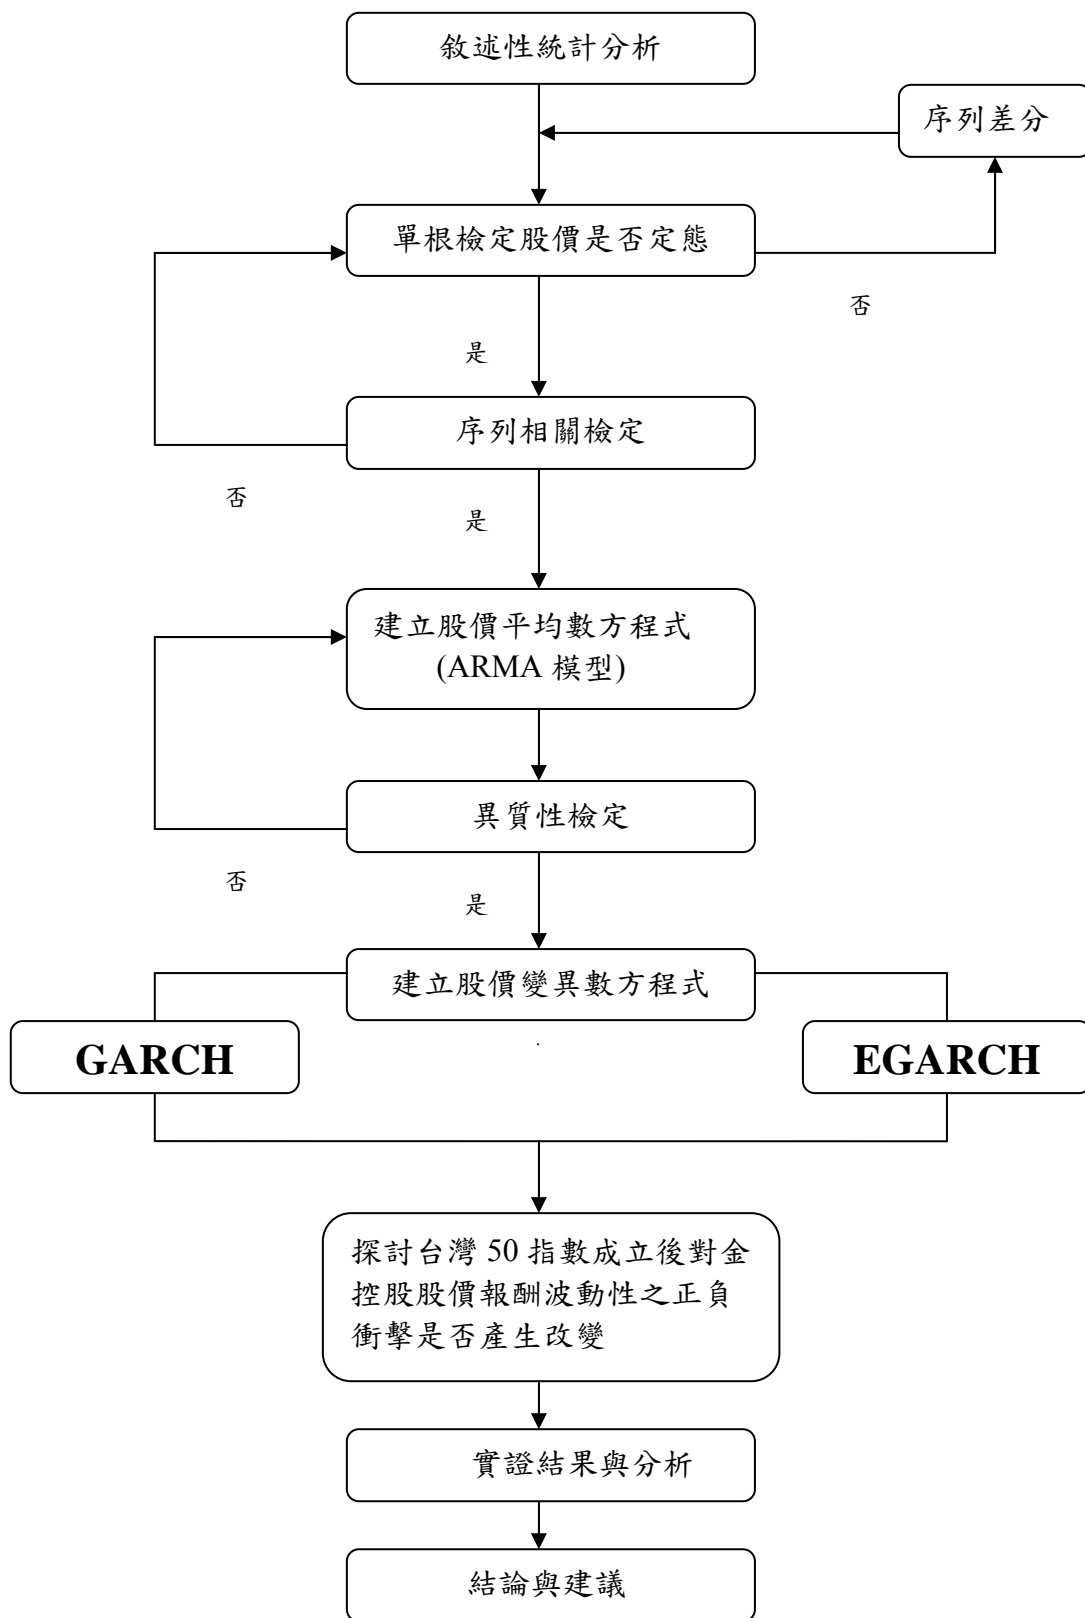 敘述性統計分析
序列差分
單根檢定股價是否定態
否
是
序列相關檢定
否
是
建立股價平均數方程式
(ARMA 模型)
異質性檢定
否
是
建立股價變異數方程式
GARCH
EGARCH
探討台灣 50 指數成立後對金
控股股價報酬波動性之正負
衝擊是否產生改變
實證結果與分析
結論與建議